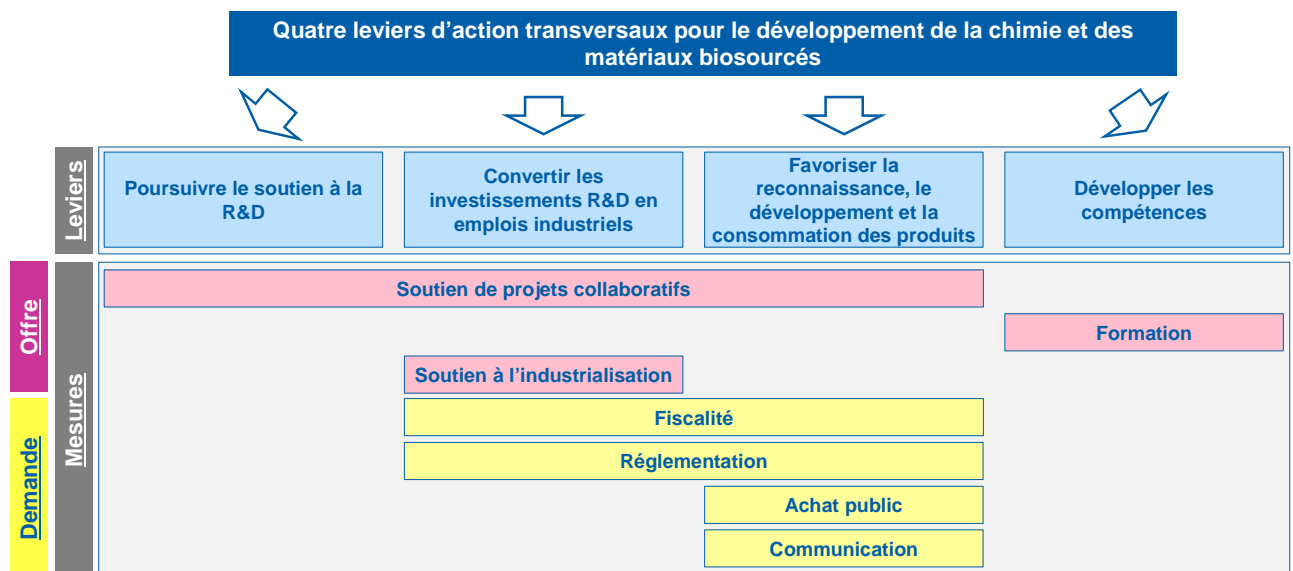 Quatre leviers d’action transversaux pour le développement de la chimie et des
matériaux biosourcés
Leviers
Poursuivre le soutien à la
R&D
Convertir les
investissements R&D en
emplois industriels
Favoriser la
reconnaissance, le
développement et la
consommation des produits
Développer les
compétences
Offre
Demande
Mesures
Soutien de projets collaboratifs
Formation
Soutien à l’industrialisation
Fiscalité
Réglementation
Achat public
Communication